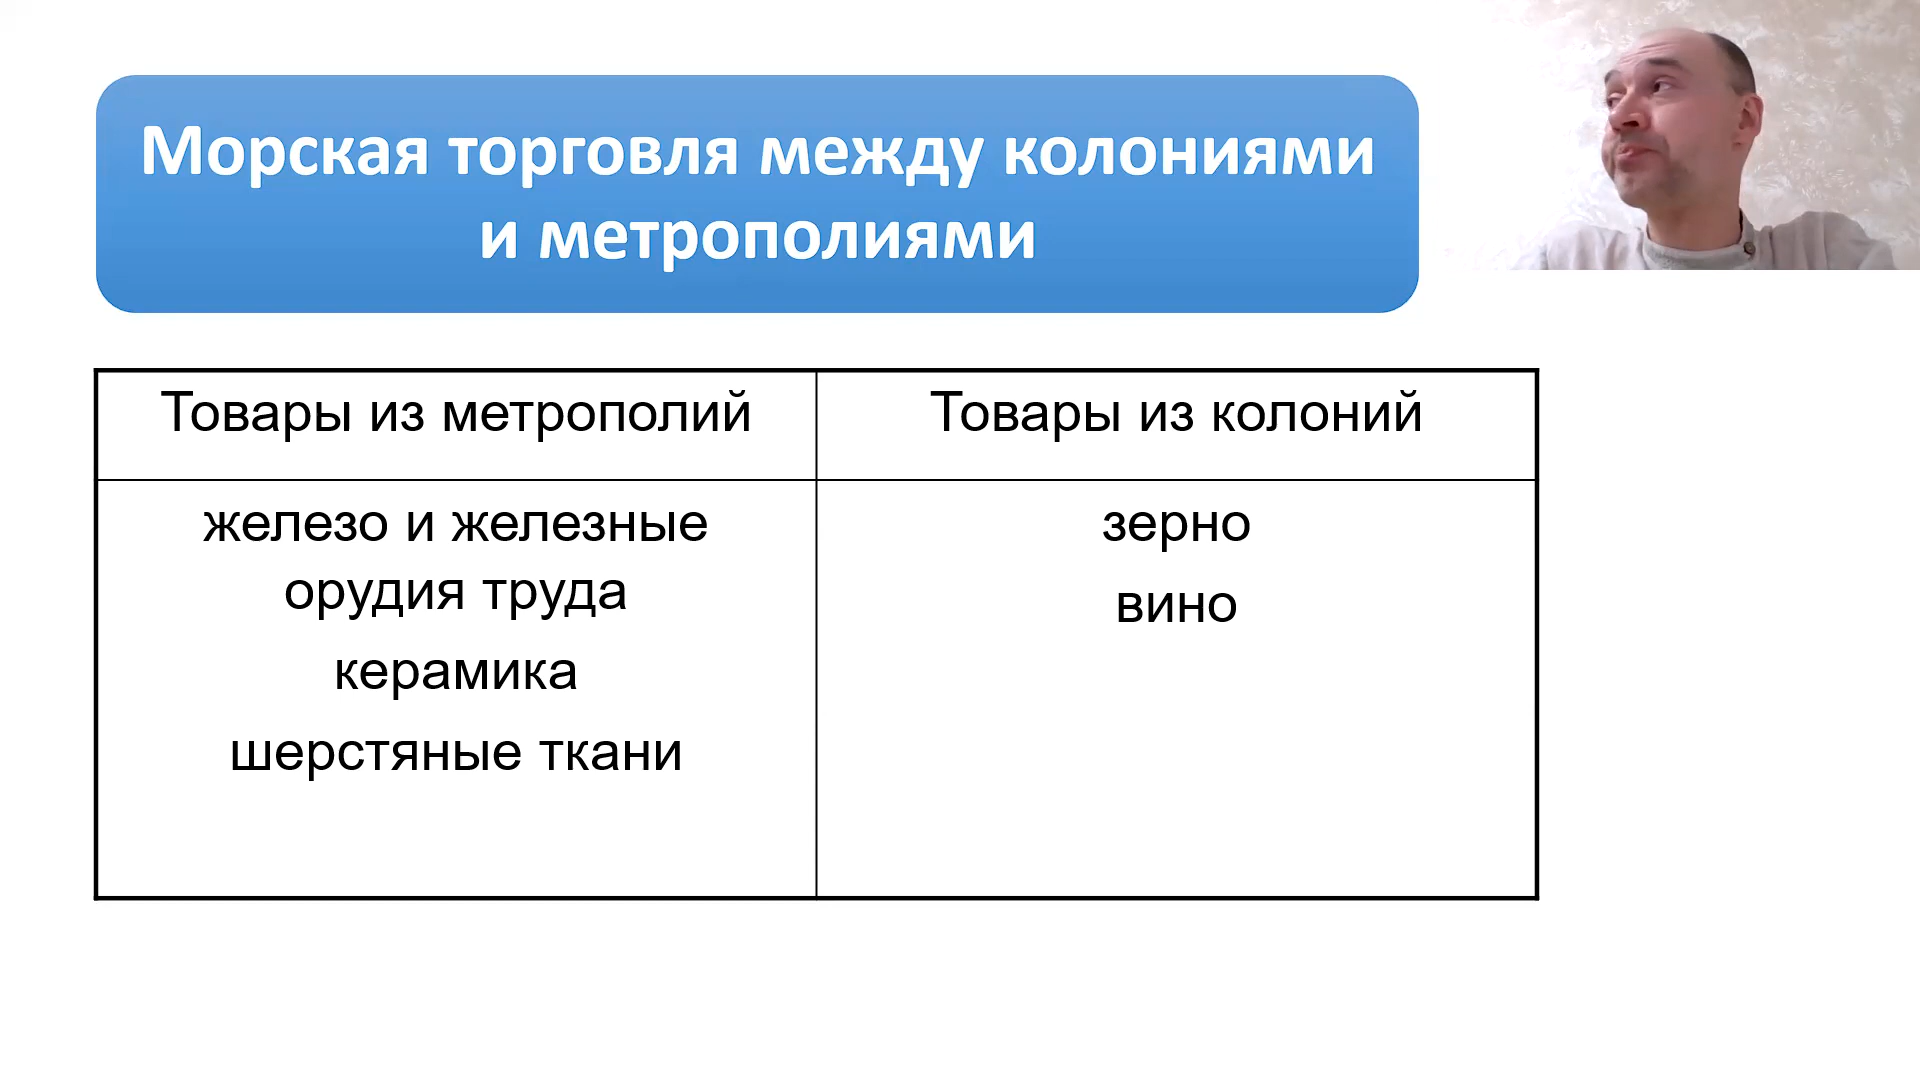 Морская торговля между колониями
и метрополиями
Товары из метрополий
Товары из колоний
железо и железные
орудия труда
керамика
шерстяные ткани
зерно
вино